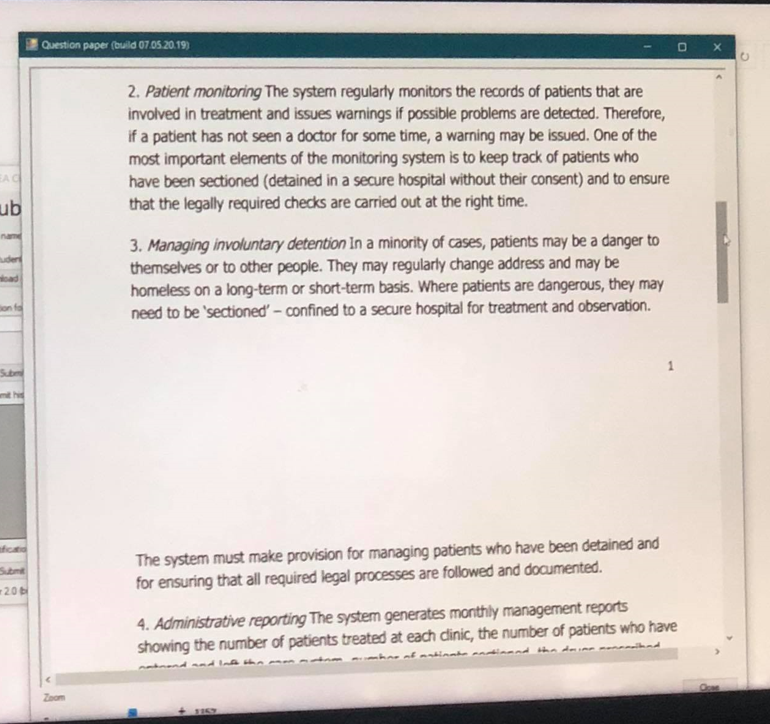 Question paper (build 07.05.20.19)
2. Patient monitoring The system regularly monitors the records of patients that are
involved in treatment and issues warnings if possible problems are detected. Therefore,
if a patient has not seen a doctor for some time, a warning may be issued. One of the
most important elements of the monitoring system is to keep track of patients who
have been sectioned (detained in a secure hospital without their consent) and to ensure
that the legally required checks are carried out at the right time.
3. Managing involuntary detention In a minority of cases, patients may be a danger to
themselves or to other people. They may regularly change address and may be
homeless on a long-term or short-term basis. Where patients are dangerous, they may
need to be 'sectioned' – confined to a secure hospital for treatment and observation.
1
The system must make provision for managing patients who have been detained and
for ensuring that all required legal processes are followed and documented.
4. Administrative reporting The system generates monthly management reports
showing the number of patients treated at each clinic, the number of patients who have
Zoom
Close
ub
name